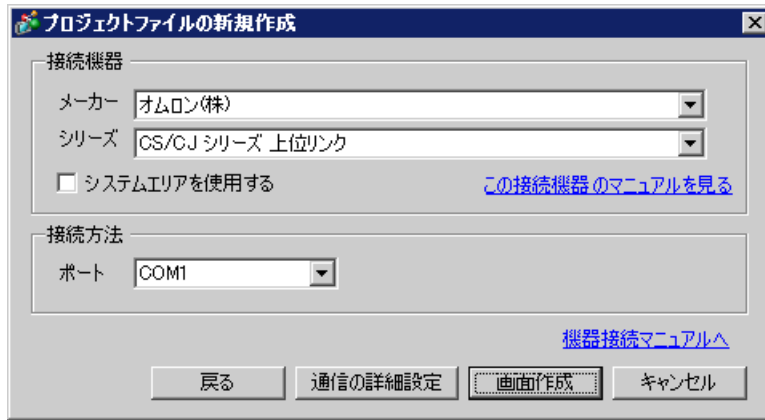 プロジェクトファイルの新規作成
接続機器
メーカー オムロン(株)
シリーズ CS/CJ シリーズ 上位リンク
システムエリアを使用する この接続機器のマニュアルを見る
接続方法
ポート COM1
機器接続マニュアルへ
戻る 通信の詳細設定 画面作成 キャンセル